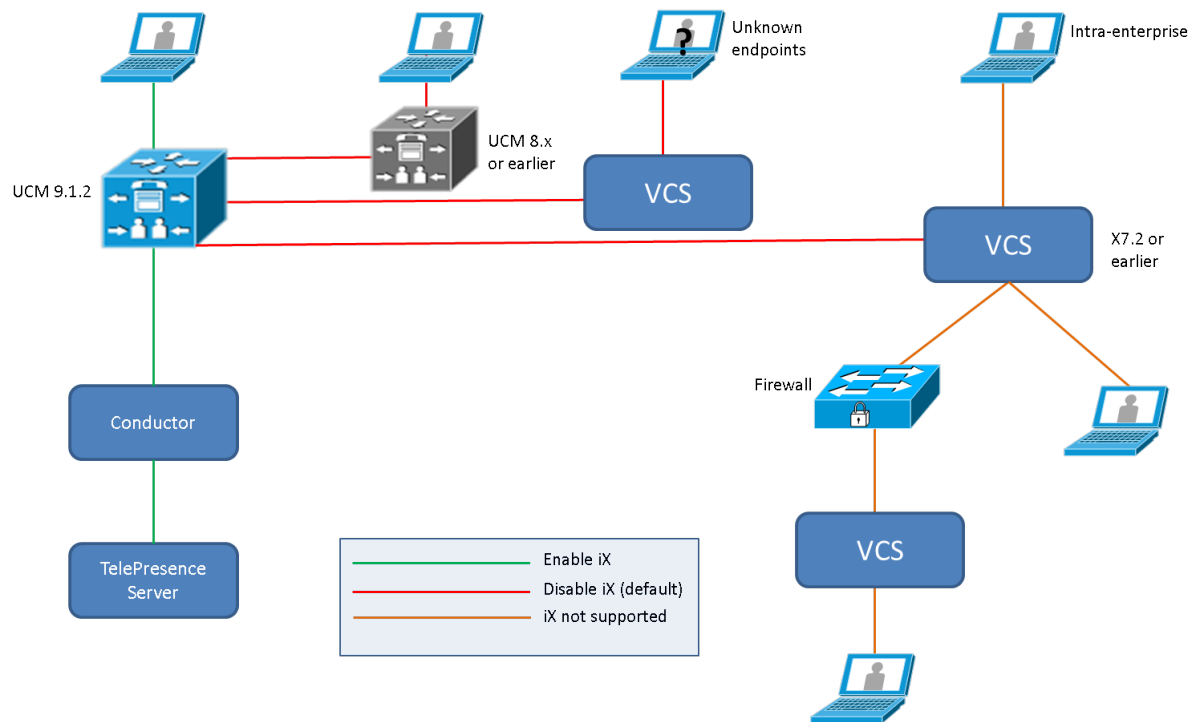 Unknown
endpoints
?
Intra-enterprise
UCM 8.x
or earlier
UCM 9.1.2
VCS
VCS
X7.2 or
earlier
Firewall
Conductor
VCS
TelePresence
Server
Enable iX
Disable iX (default)
iX not supported